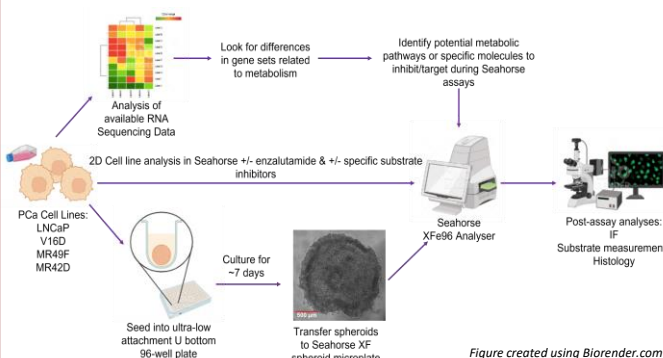 Analysis of
available RNA
Sequencing Data
Look for differences
in gene sets related
to metabolism
Identify potential metabolic
pathways or specific molecules to
inhibit/target during Seahorse
assays
2D Cell line analysis in Seahorse +/- enzalutamide & +/- specific substrate
inhibitors
PCa Cell Lines:
LNCaP
V16D
MR49F
MR42D
Seahorse
XFe96 Analyser
Post-assay analyses:
IF
Substrate measurement
Histology
Culture for
~7 days
500 µm
Seed into ultra-low
attachment U bottom
96-well plate
Transfer spheroids
to Seahorse XF
spheroid microplate
Figure created using Biorender.com